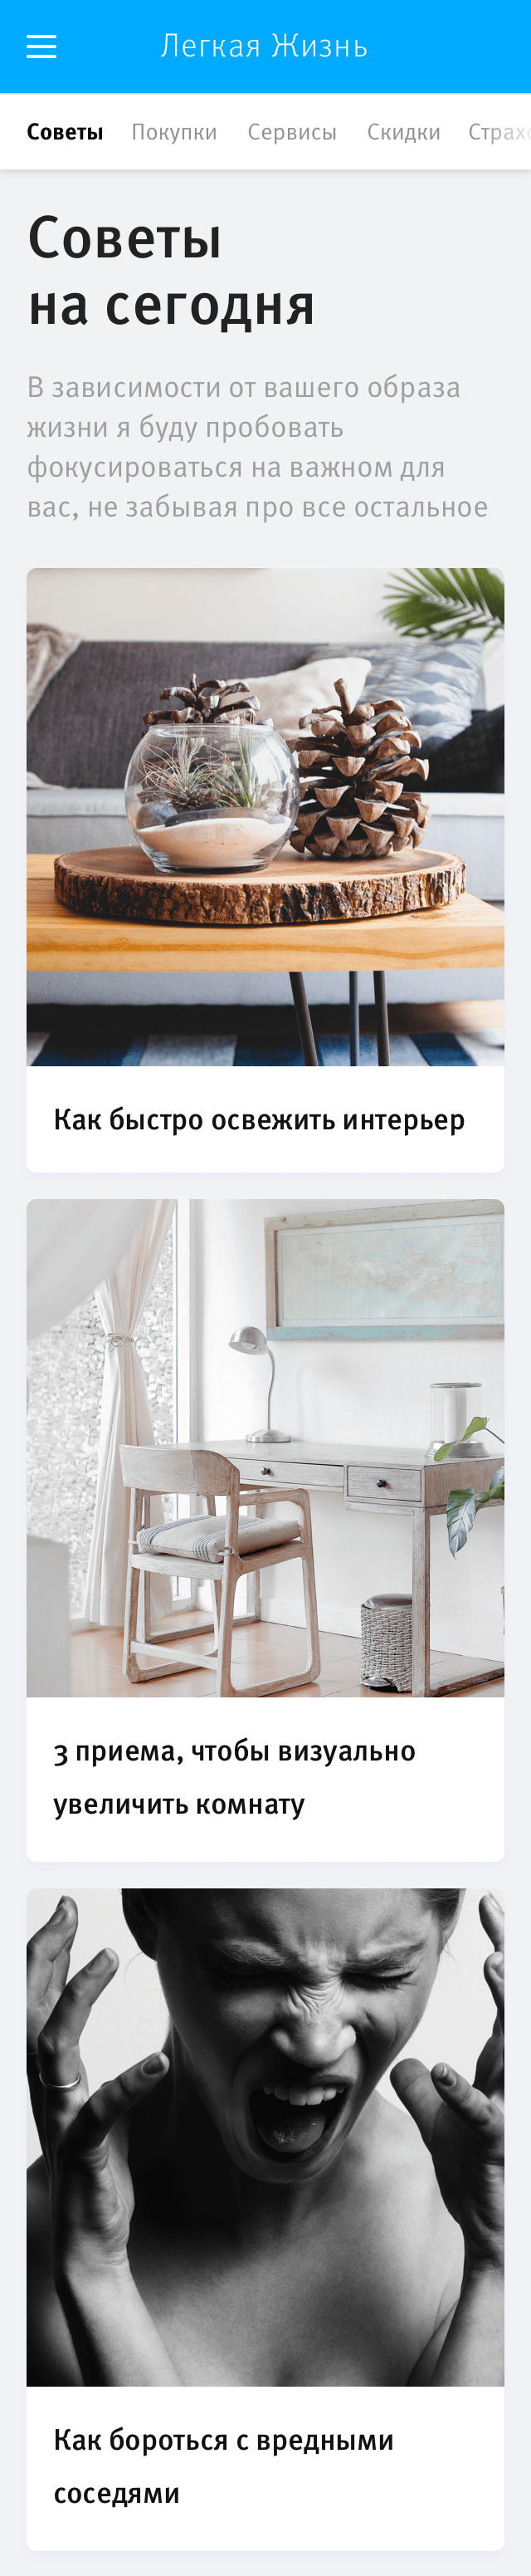 Легкая Жизнь
Советы Покупки Сервисы Скидки
Советы
на сегодня
В зависимости от вашего образа
жизни я буду пробовать
фокусироваться на важном для
вас, не забывая про все остальное
Как быстро освежить интерьер
3 приема, чтобы визуально
увеличить комнату
Как бороться с вредными
соседями